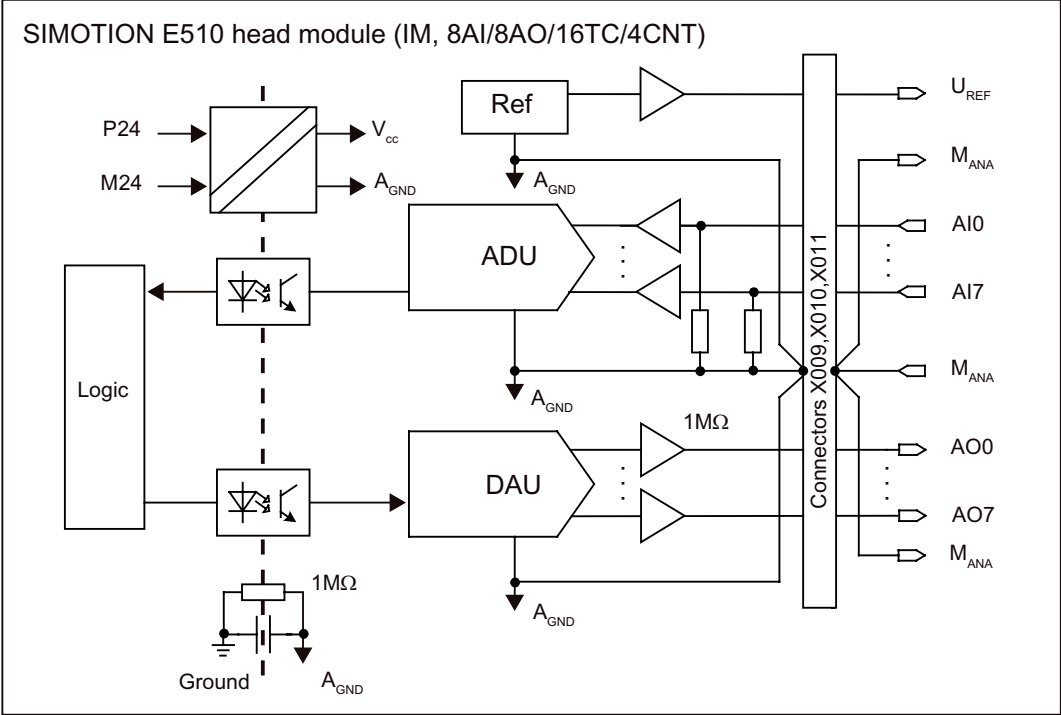 SIMOTION E510 head module (IM, 8AI/8AO/16TC/4CNT)
Ref
U_REF
P24
V_cc
M24
A_GND
A_GND
M_ANA
ADU
AI0
AI7
Logic
Connectors X009,X010,X011
M_ANA
A_GND
1MΩ
DAU
AO0
AO7
M_ANA
1MΩ
A_GND
Ground
A_GND